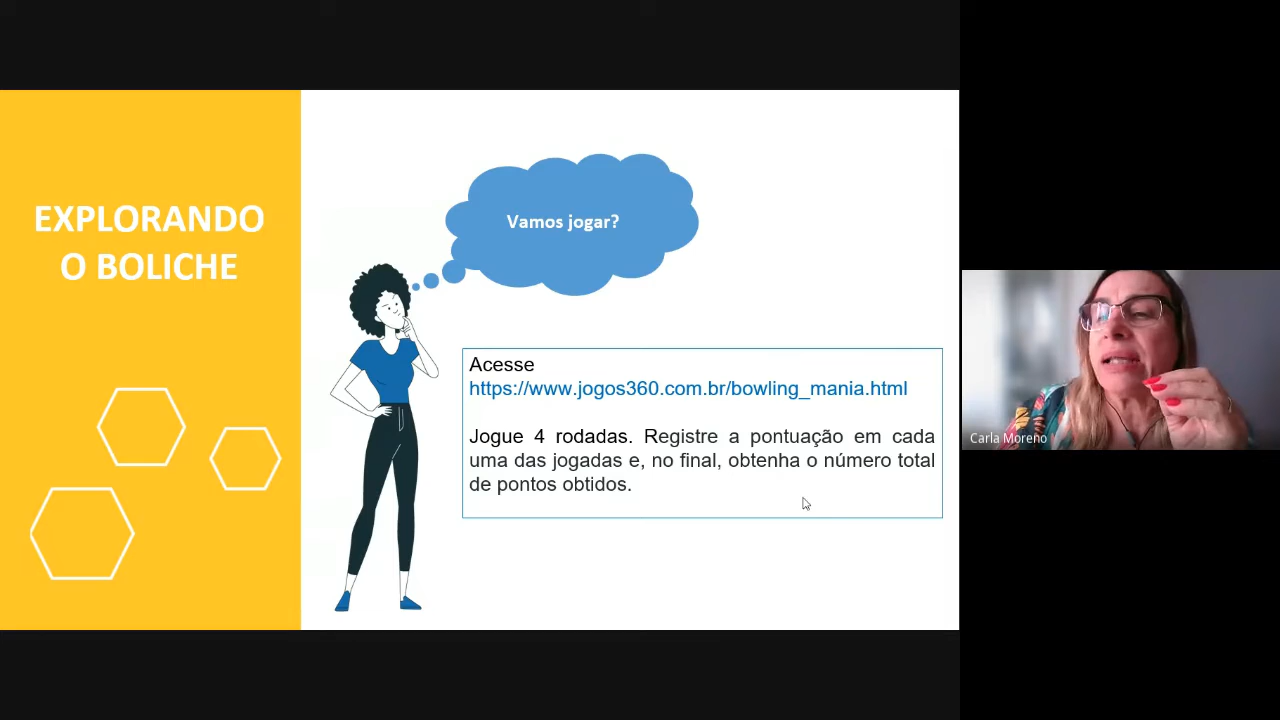 EXPLORANDO
O BOLICHE
Vamos jogar?
Acesse
https://www.jogos360.com.br/bowling_mania.html
Jogue 4 rodadas. Registre a pontuação em cada
uma das jogadas e, no final, obtenha o número total
de pontos obtidos.
Carla Moreno